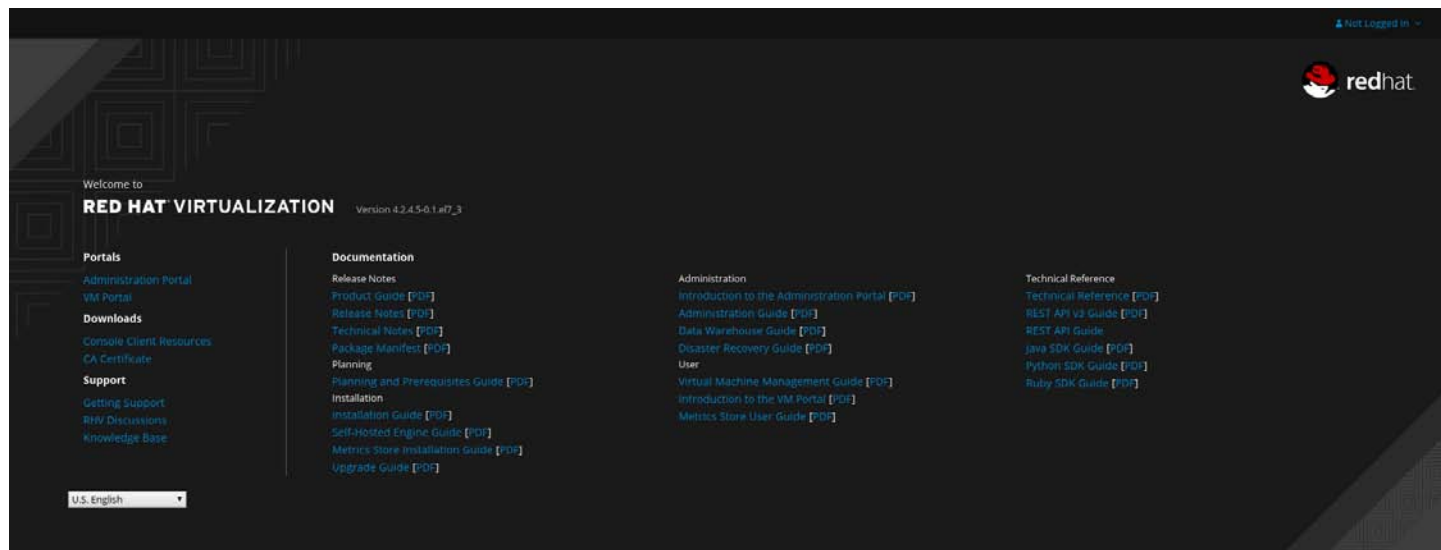 Not Logged In
redhat.
Welcome to
RED HAT VIRTUALIZATION Version 4.2.4.5-0.1.el7_3
Portals
Administration Portal
VM Portal
Downloads
Console Client Resources
CA Certificate
Support
Getting Support
RHV Discussions
Knowledge Base
Documentation
Release Notes
Product Guide [PDF]
Release Notes [PDF]
Technical Notes [PDF]
Package Manifest [PDF]
Planning
Planning and Prerequisites Guide [PDF]
Installation
Installation Guide [PDF]
Self-Hosted Engine Guide [PDF]
Metrics Store Installation Guide [PDF]
Upgrade Guide [PDF]
Administration
Introduction to the Administration Portal [PDF]
Administration Guide [PDF]
Data Warehouse Guide [PDF]
Disaster Recovery Guide [PDF]
User
Virtual Machine Management Guide [PDF]
Introduction to the VM Portal [PDF]
Metrics Store User Guide [PDF]
Technical Reference
Technical Reference [PDF]
REST API v3 Guide [PDF]
REST API Guide
Java SDK Guide [PDF]
Python SDK Guide [PDF]
Ruby SDK Guide [PDF]
U.S. English